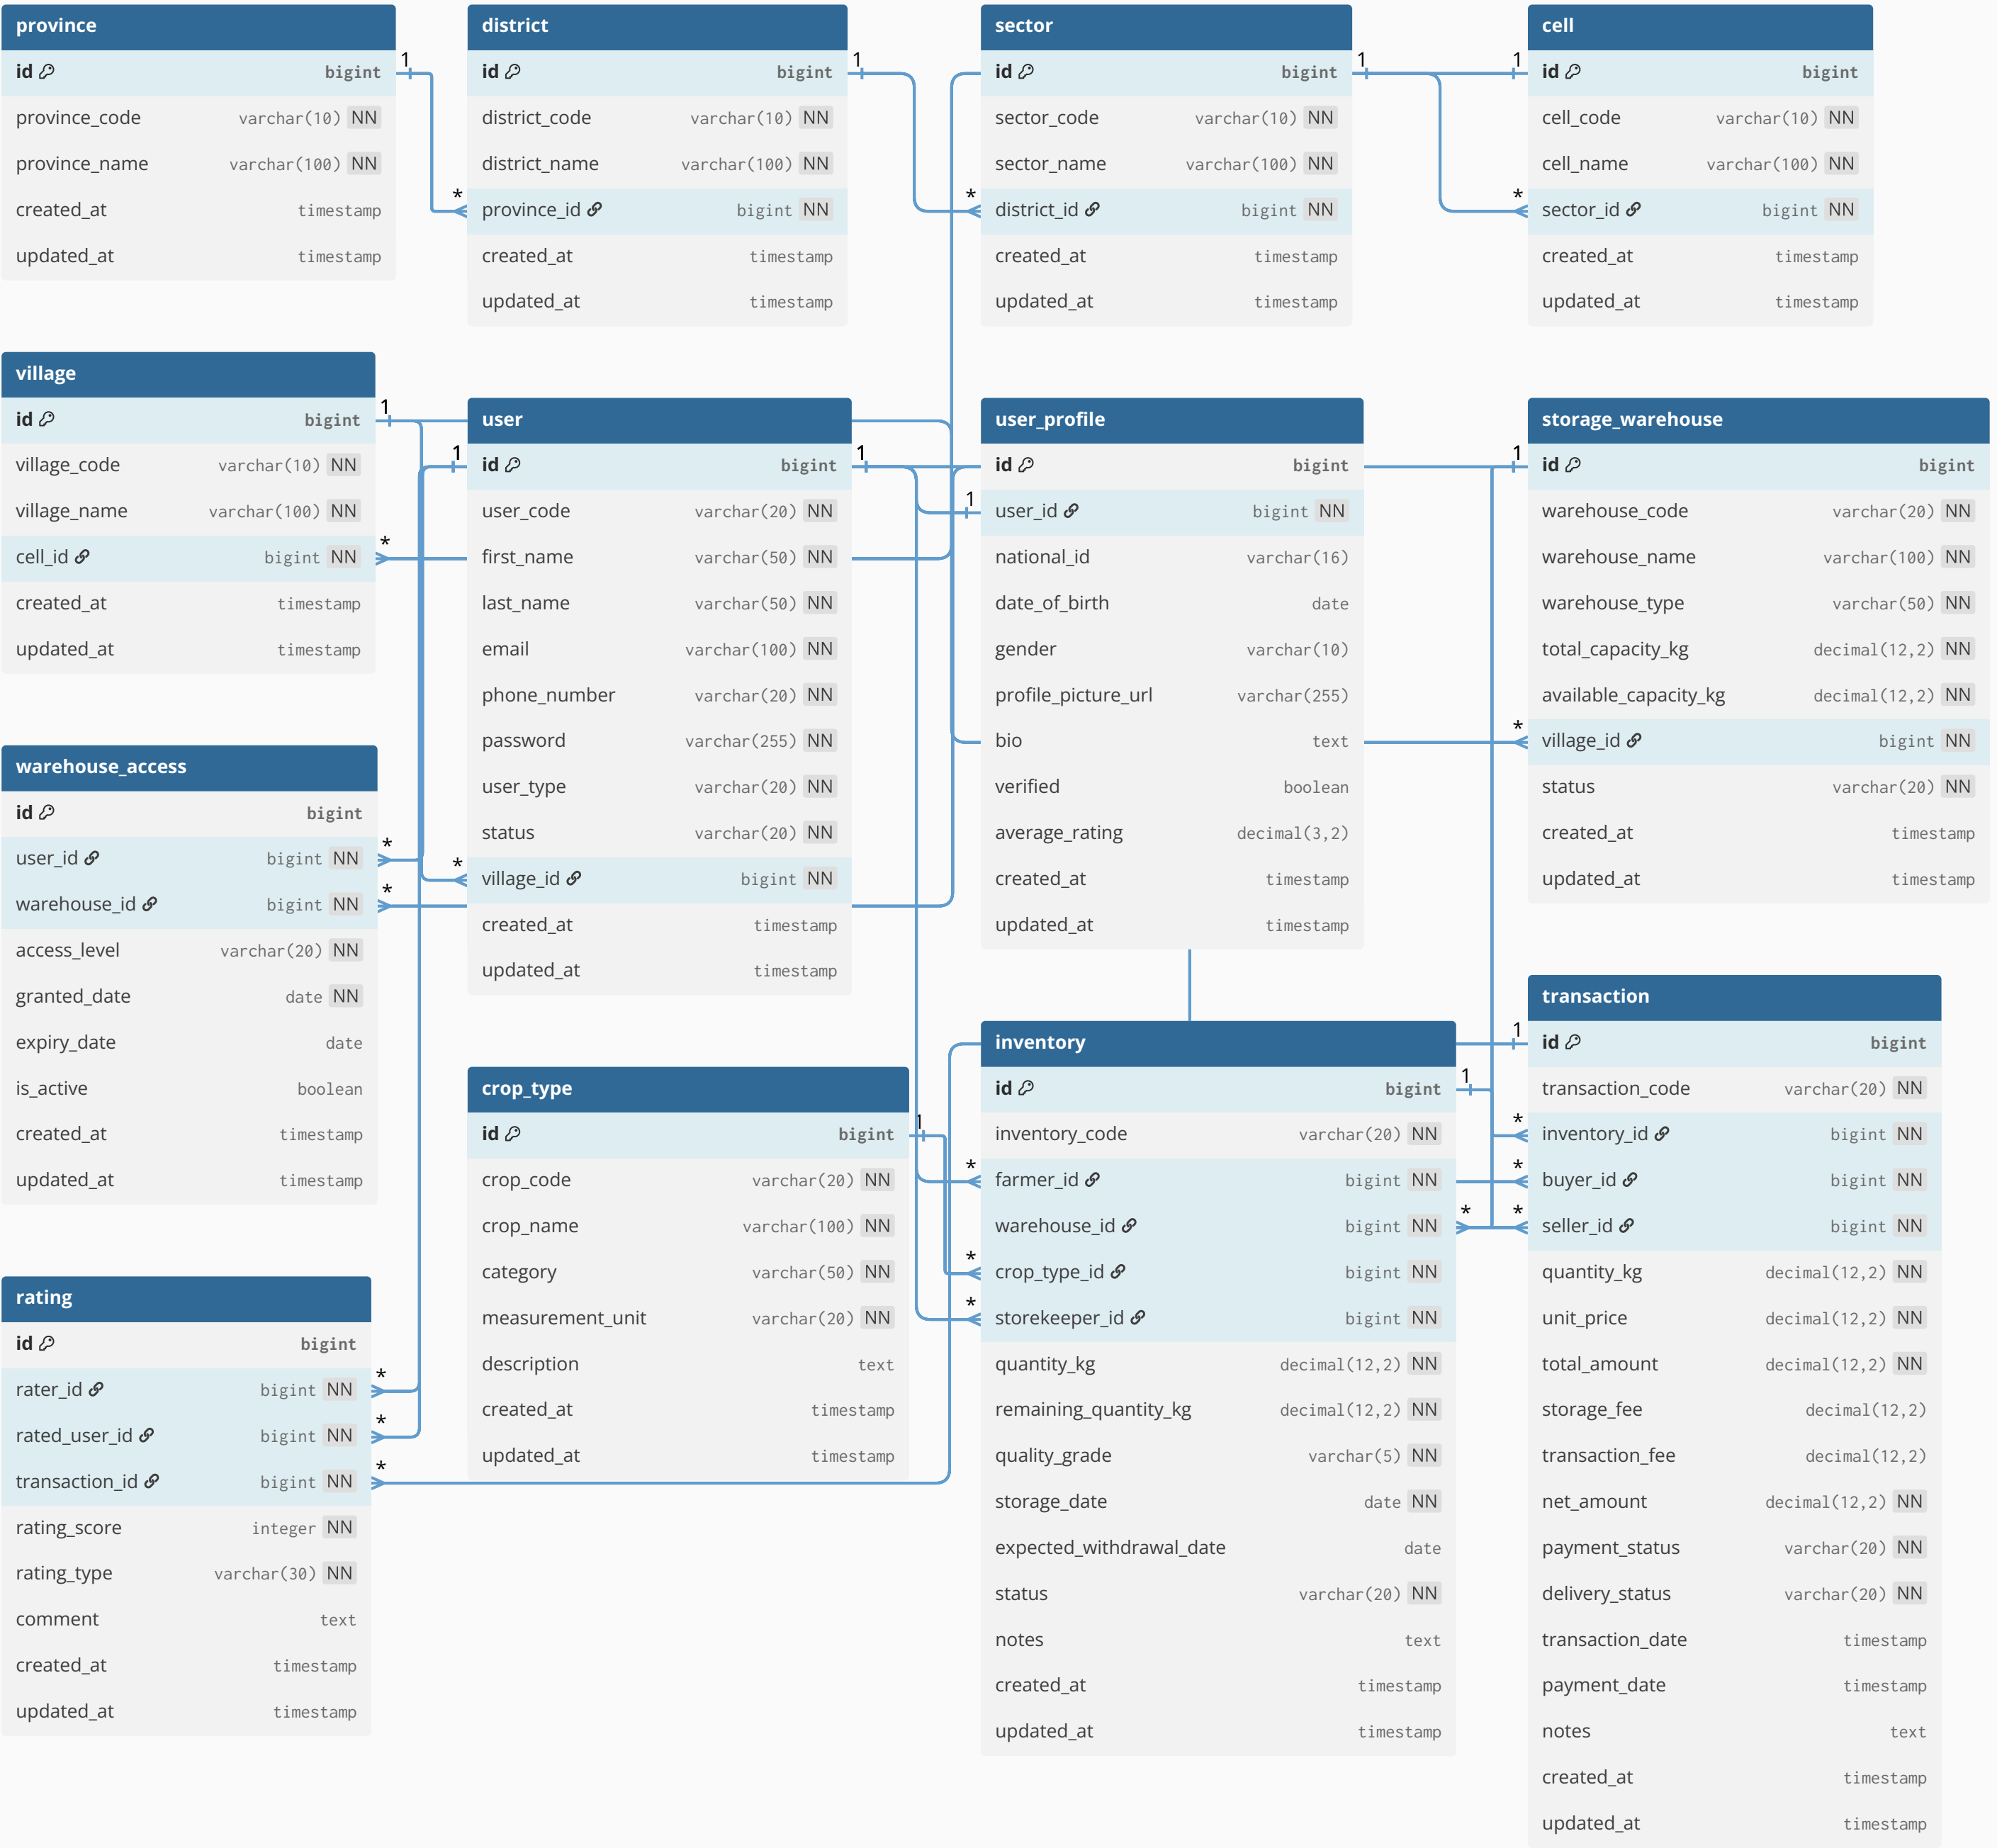 province
id bigint
province_code varchar(10) NN
province_name varchar(100) NN
created_at timestamp
updated_at timestamp
1
*
district
id bigint
district_code varchar(10) NN
district_name varchar(100) NN
province_id bigint NN
created_at timestamp
updated_at timestamp
1
*
sector
id bigint
sector_code varchar(10) NN
sector_name varchar(100) NN
district_id bigint NN
created_at timestamp
updated_at timestamp
1
1
*
cell
id bigint
cell_code varchar(10) NN
cell_name varchar(100) NN
sector_id bigint NN
created_at timestamp
updated_at timestamp
village
id bigint
village_code varchar(10) NN
village_name varchar(100) NN
cell_id bigint NN
created_at timestamp
updated_at timestamp
1
*
1
*
user
id bigint
user_code varchar(20) NN
first_name varchar(50) NN
last_name varchar(50) NN
email varchar(100) NN
phone_number varchar(20) NN
password varchar(255) NN
user_type varchar(20) NN
status varchar(20) NN
village_id bigint NN
created_at timestamp
updated_at timestamp
1
1
user_profile
id bigint
user_id bigint NN
national_id varchar(16)
date_of_birth date
gender varchar(10)
profile_picture_url varchar(255)
bio text
verified boolean
average_rating decimal(3,2)
created_at timestamp
updated_at timestamp
1
*
storage_warehouse
id bigint
warehouse_code varchar(20) NN
warehouse_name varchar(100) NN
warehouse_type varchar(50) NN
total_capacity_kg decimal(12,2) NN
available_capacity_kg decimal(12,2) NN
village_id bigint NN
status varchar(20) NN
created_at timestamp
updated_at timestamp
warehouse_access
id bigint
user_id bigint NN
warehouse_id bigint NN
access_level varchar(20) NN
granted_date date NN
expiry_date date
is_active boolean
created_at timestamp
updated_at timestamp
*
*
crop_type
id bigint
crop_code varchar(20) NN
crop_name varchar(100) NN
category varchar(50) NN
measurement_unit varchar(20) NN
description text
created_at timestamp
updated_at timestamp
1
*
*
*
inventory
id bigint
inventory_code varchar(20) NN
farmer_id bigint NN
warehouse_id bigint NN
crop_type_id bigint NN
storekeeper_id bigint NN
quantity_kg decimal(12,2) NN
remaining_quantity_kg decimal(12,2) NN
quality_grade varchar(5) NN
storage_date date NN
expected_withdrawal_date date
status varchar(20) NN
notes text
created_at timestamp
updated_at timestamp
1
1
*
*
*
*
transaction
id bigint
transaction_code varchar(20) NN
inventory_id bigint NN
buyer_id bigint NN
seller_id bigint NN
quantity_kg decimal(12,2) NN
unit_price decimal(12,2) NN
total_amount decimal(12,2) NN
storage_fee decimal(12,2)
transaction_fee decimal(12,2)
net_amount decimal(12,2) NN
payment_status varchar(20) NN
delivery_status varchar(20) NN
transaction_date timestamp
payment_date timestamp
notes text
created_at timestamp
updated_at timestamp
rating
id bigint
rater_id bigint NN
rated_user_id bigint NN
transaction_id bigint NN
rating_score integer NN
rating_type varchar(30) NN
comment text
created_at timestamp
updated_at timestamp
*
*
*